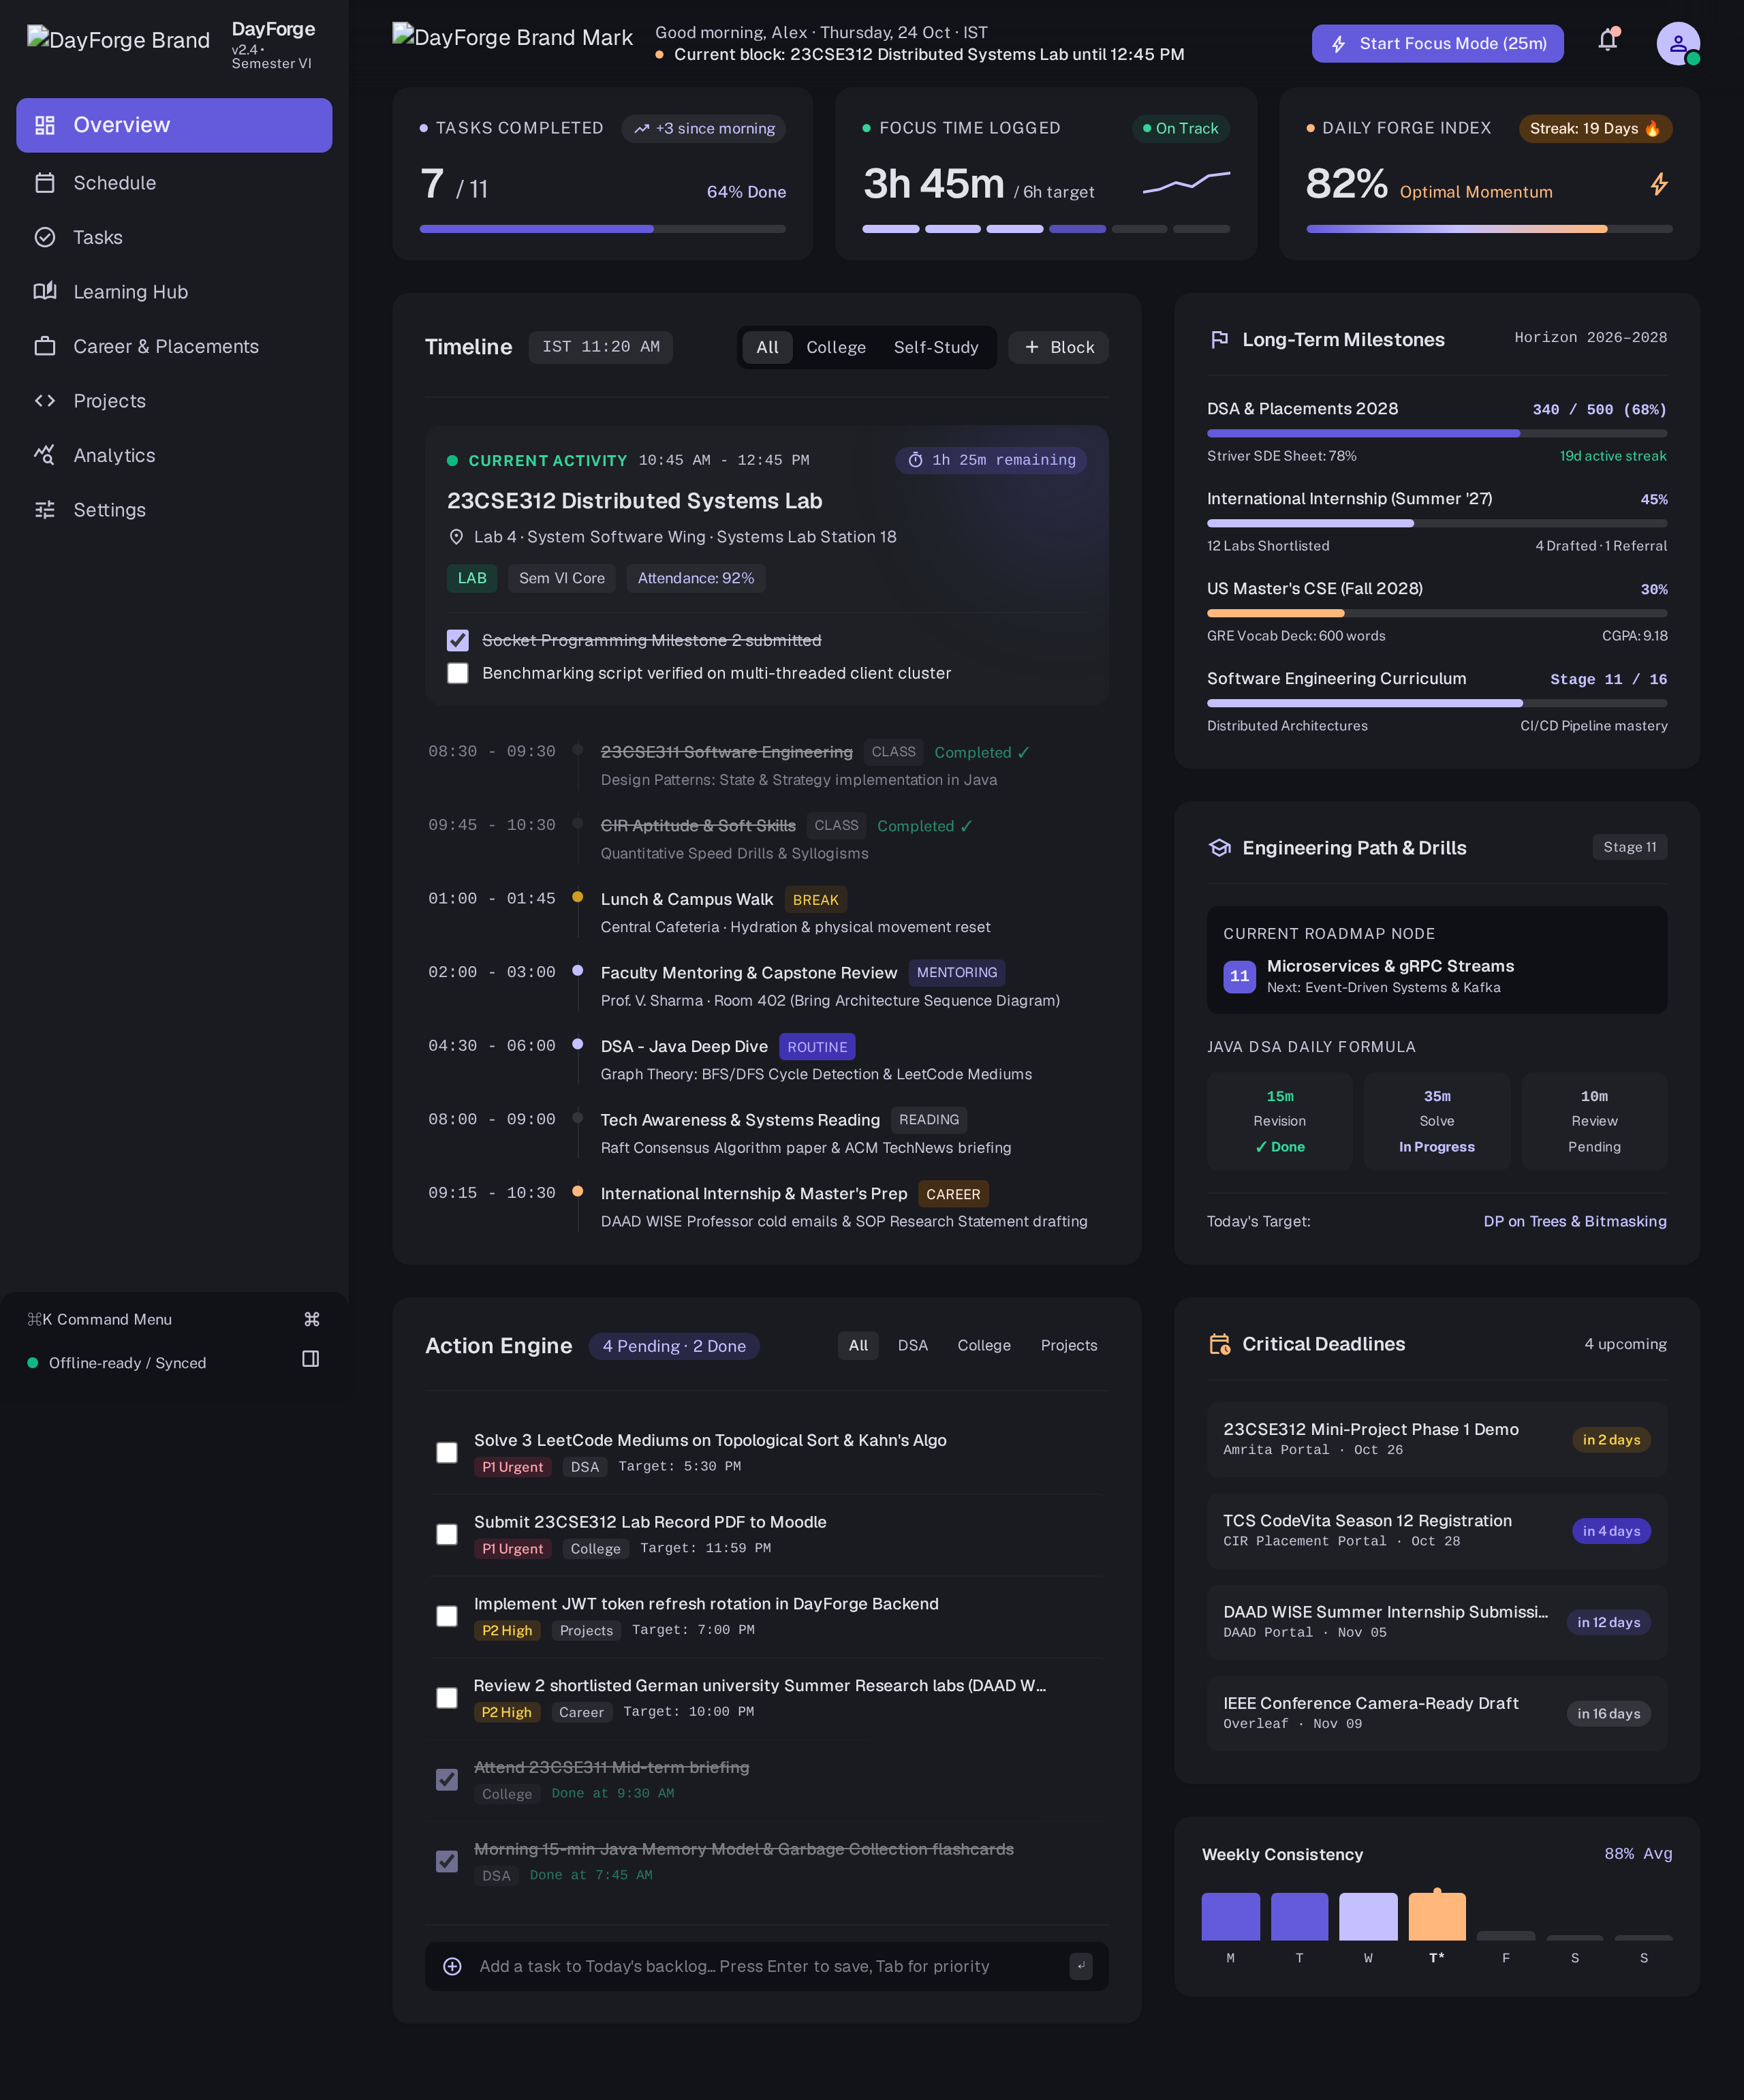 DayForge Brand
DayForge
v2.4 •
Semester VI
Overview
Schedule
Tasks
Learning Hub
Career & Placements
Projects
Analytics
Settings
⌘K Command Menu
Offline-ready / Synced
DayForge Brand Mark
Good morning, Alex · Thursday, 24 Oct · IST
Current block: 23CSE312 Distributed Systems Lab until 12:45 PM
Start Focus Mode (25m)
TASKS COMPLETED
+3 since morning
7 / 11
64% Done
FOCUS TIME LOGGED
On Track
3h 45m / 6h target
DAILY FORGE INDEX
Streak: 19 Days 🔥
82% Optimal Momentum
Timeline
IST 11:20 AM
All
College
Self-Study
+ Block
CURRENT ACTIVITY 10:45 AM - 12:45 PM
1h 25m remaining
23CSE312 Distributed Systems Lab
Lab 4 · System Software Wing · Systems Lab Station 18
LAB
Sem VI Core
Attendance: 92%
Socket Programming Milestone 2 submitted
Benchmarking script verified on multi-threaded client cluster
08:30 - 09:30
23CSE311 Software Engineering CLASS Completed ✓
Design Patterns: State & Strategy implementation in Java
09:45 - 10:30
CIR Aptitude & Soft Skills CLASS Completed ✓
Quantitative Speed Drills & Syllogisms
01:00 - 01:45
Lunch & Campus Walk BREAK
Central Cafeteria · Hydration & physical movement reset
02:00 - 03:00
Faculty Mentoring & Capstone Review MENTORING
Prof. V. Sharma · Room 402 (Bring Architecture Sequence Diagram)
04:30 - 06:00
DSA - Java Deep Dive ROUTINE
Graph Theory: BFS/DFS Cycle Detection & LeetCode Mediums
08:00 - 09:00
Tech Awareness & Systems Reading READING
Raft Consensus Algorithm paper & ACM TechNews briefing
09:15 - 10:30
International Internship & Master's Prep CAREER
DAAD WISE Professor cold emails & SOP Research Statement drafting
Long-Term Milestones
Horizon 2026–2028
DSA & Placements 2028
340 / 500 (68%)
Striver SDE Sheet: 78%
19d active streak
International Internship (Summer '27)
45%
12 Labs Shortlisted
4 Drafted · 1 Referral
US Master's CSE (Fall 2028)
30%
GRE Vocab Deck: 600 words
CGPA: 9.18
Software Engineering Curriculum
Stage 11 / 16
Distributed Architectures
CI/CD Pipeline mastery
Engineering Path & Drills
Stage 11
CURRENT ROADMAP NODE
11
Microservices & gRPC Streams
Next: Event-Driven Systems & Kafka
JAVA DSA DAILY FORMULA
15m
Revision
✓ Done
35m
Solve
In Progress
10m
Review
Pending
Today's Target:
DP on Trees & Bitmasking
Action Engine
4 Pending · 2 Done
All
DSA
College
Projects
Solve 3 LeetCode Mediums on Topological Sort & Kahn's Algo
P1 Urgent DSA Target: 5:30 PM
Submit 23CSE312 Lab Record PDF to Moodle
P1 Urgent College Target: 11:59 PM
Implement JWT token refresh rotation in DayForge Backend
P2 High Projects Target: 7:00 PM
Review 2 shortlisted German university Summer Research labs (DAAD W...
P2 High Career Target: 10:00 PM
Attend 23CSE311 Mid-term briefing
College Done at 9:30 AM
Morning 15-min Java Memory Model & Garbage Collection flashcards
DSA Done at 7:45 AM
Add a task to Today's backlog... Press Enter to save, Tab for priority
Critical Deadlines
4 upcoming
23CSE312 Mini-Project Phase 1 Demo
Amrita Portal · Oct 26
in 2 days
TCS CodeVita Season 12 Registration
CIR Placement Portal · Oct 28
in 4 days
DAAD WISE Summer Internship Submissi...
DAAD Portal · Nov 05
in 12 days
IEEE Conference Camera-Ready Draft
Overleaf · Nov 09
in 16 days
Weekly Consistency
88% Avg
M T W T* F S S